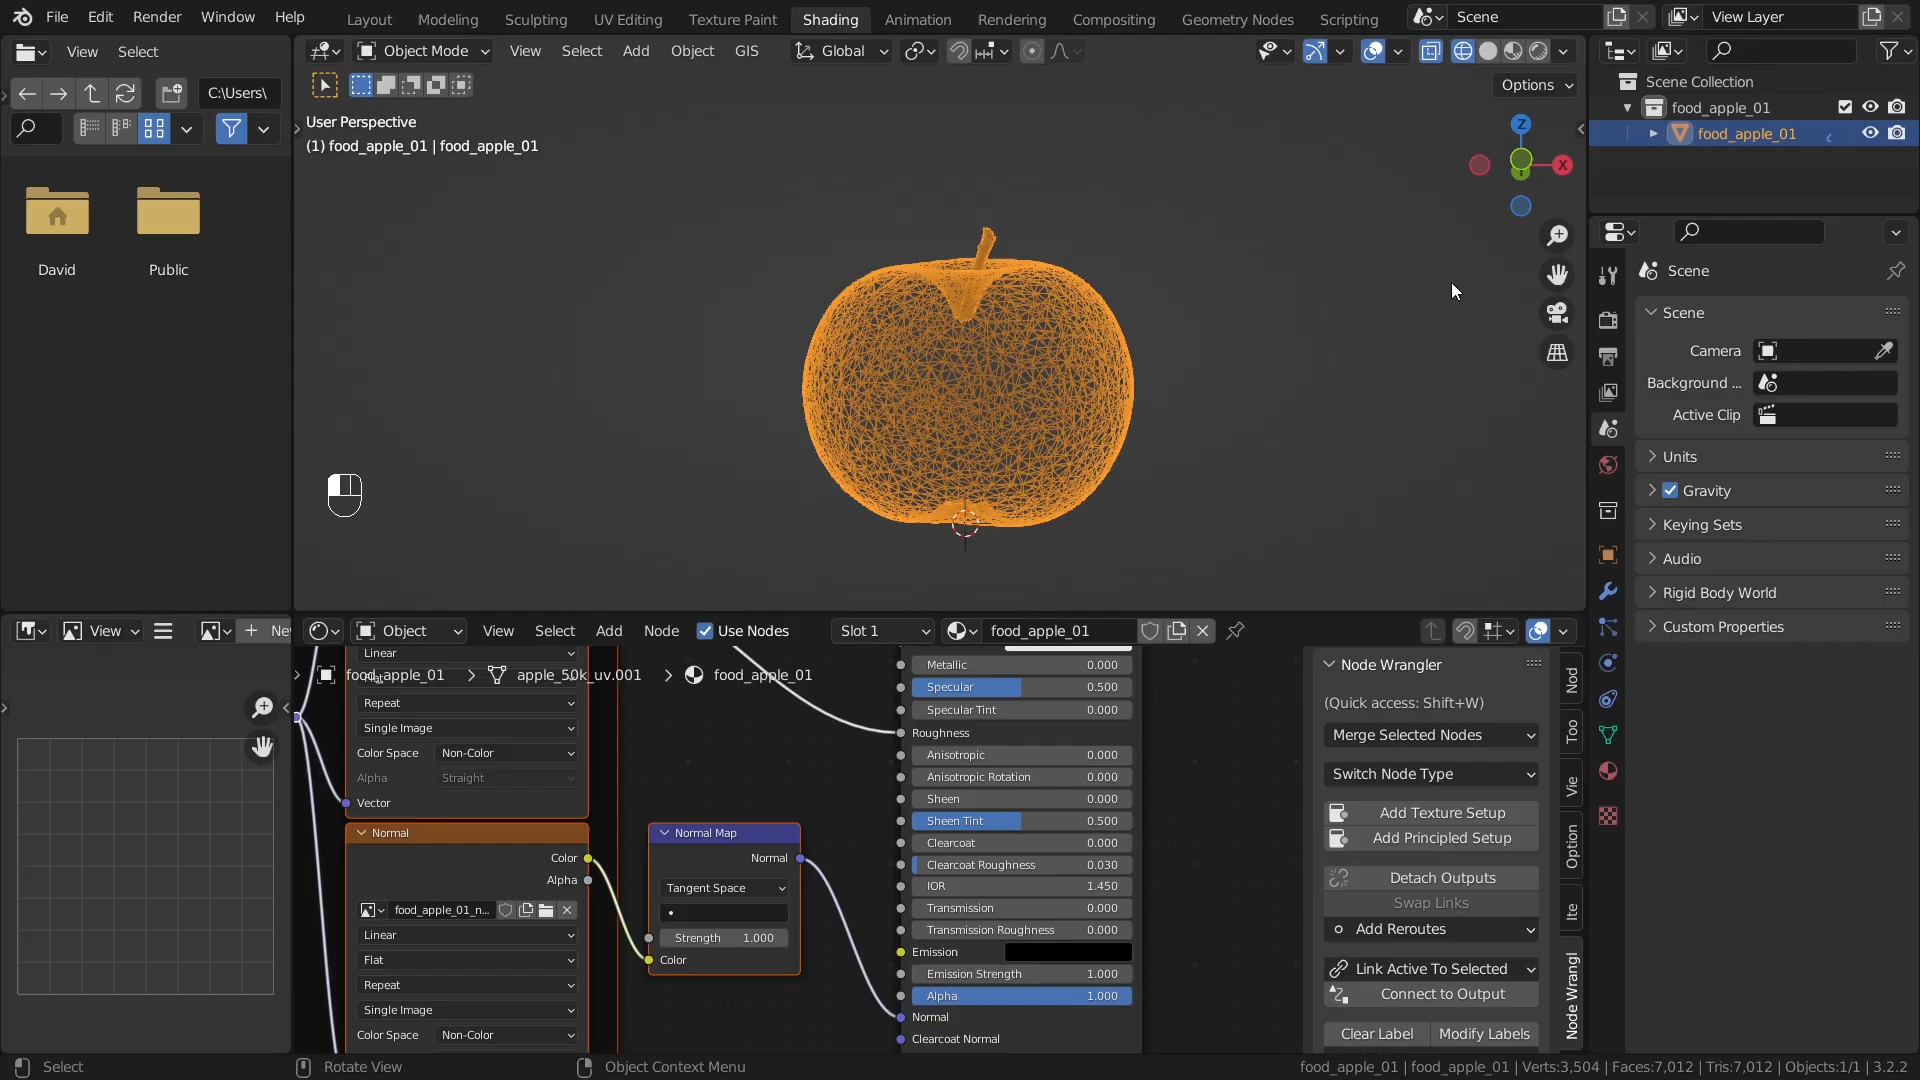 File Edit Render Window Help
Layout Modeling Sculpting UV Editing Texture Paint Shading Animation Rendering Compositing Geometry Nodes Scripting
Scene
View Layer
View Select
C:\Users\
David
Public
Object Mode View Select Add Object GIS Global
Options
User Perspective
(1) food_apple_01 | food_apple_01
Z
X
Y
Scene Collection
food_apple_01
food_apple_01
Scene
Scene
Camera
Background ...
Active Clip
Units
Gravity
Keying Sets
Audio
Rigid Body World
Custom Properties
View
Ne
Object View Select Add Node Use Nodes Slot 1 food_apple_01
food_apple_01 apple_50k_uv.001 food_apple_01
Linear
Flat
Repeat
Single Image
Color Space Non-Color
Alpha Straight
Vector
Normal
Color
Alpha
food_apple_01_n...
Linear
Flat
Repeat
Single Image
Color Space Non-Color
Normal Map
Normal
Tangent Space
Strength 1.000
Color
Metallic 0.000
Specular 0.500
Specular Tint 0.000
Roughness
Anisotropic 0.000
Anisotropic Rotation 0.000
Sheen 0.000
Sheen Tint 0.500
Clearcoat 0.000
Clearcoat Roughness 0.030
IOR 1.450
Transmission 0.000
Transmission Roughness 0.000
Emission
Emission Strength 1.000
Alpha 1.000
Normal
Clearcoat Normal
Node Wrangler
(Quick access: Shift+W)
Merge Selected Nodes
Switch Node Type
Add Texture Setup
Add Principled Setup
Detach Outputs
Swap Links
Add Reroutes
Link Active To Selected
Connect to Output
Clear Label Modify Labels
Nod
Too
Vie
Option
Ite
Node Wrangl
Select
Rotate View
Object Context Menu
food_apple_01 | food_apple_01 | Verts:3,504 | Faces:7,012 | Tris:7,012 | Objects:1/1 | 3.2.2